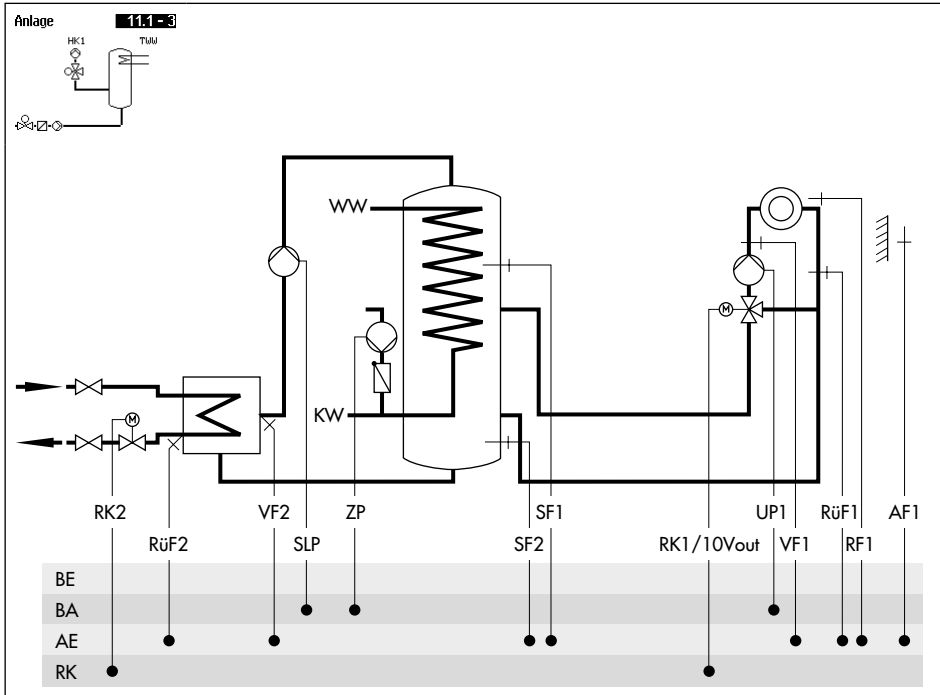 Anlage 11.1 - 3
HK1 TWW
WW
M
KW
M
RK2 VF2 ZP SF1 UP1 RüF1 AF1
RüF2 SLP SF2 RK1/10Vout VF1 RF1
BE
BA
AE
RK